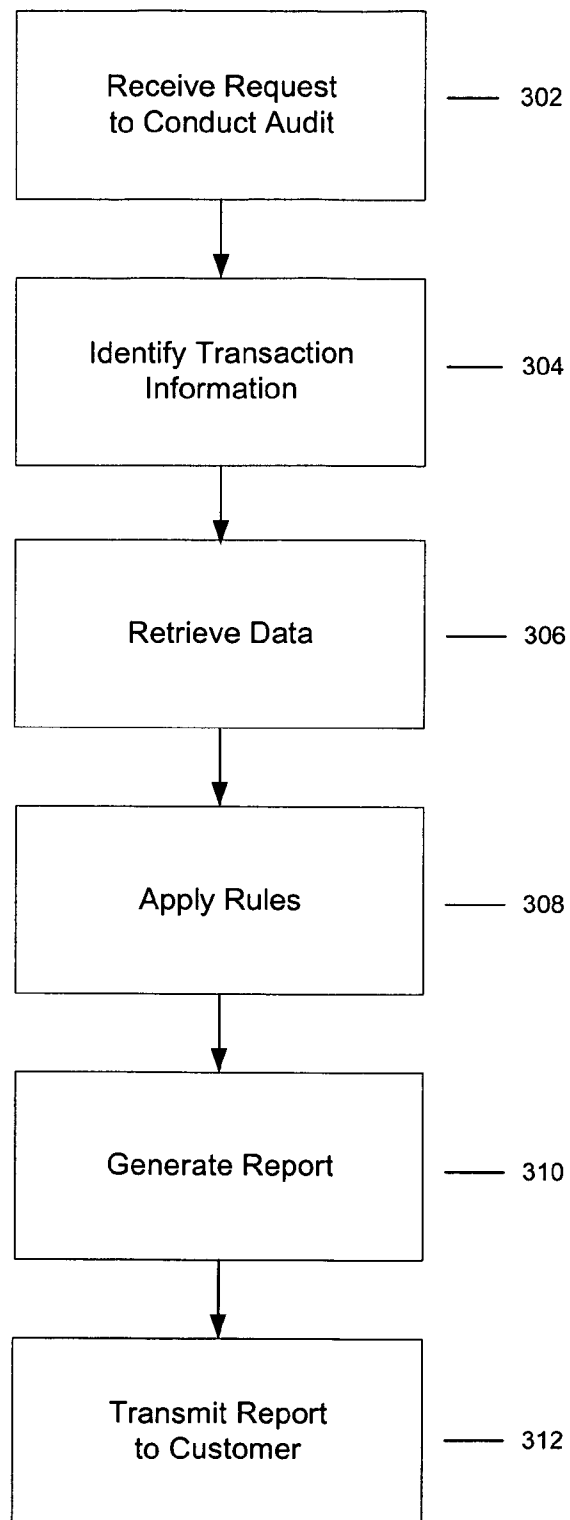 Receive Request
to Conduct Audit
302
Identify Transaction
Information
304
Retrieve Data
306
Apply Rules
308
Generate Report
310
Transmit Report
to Customer
312